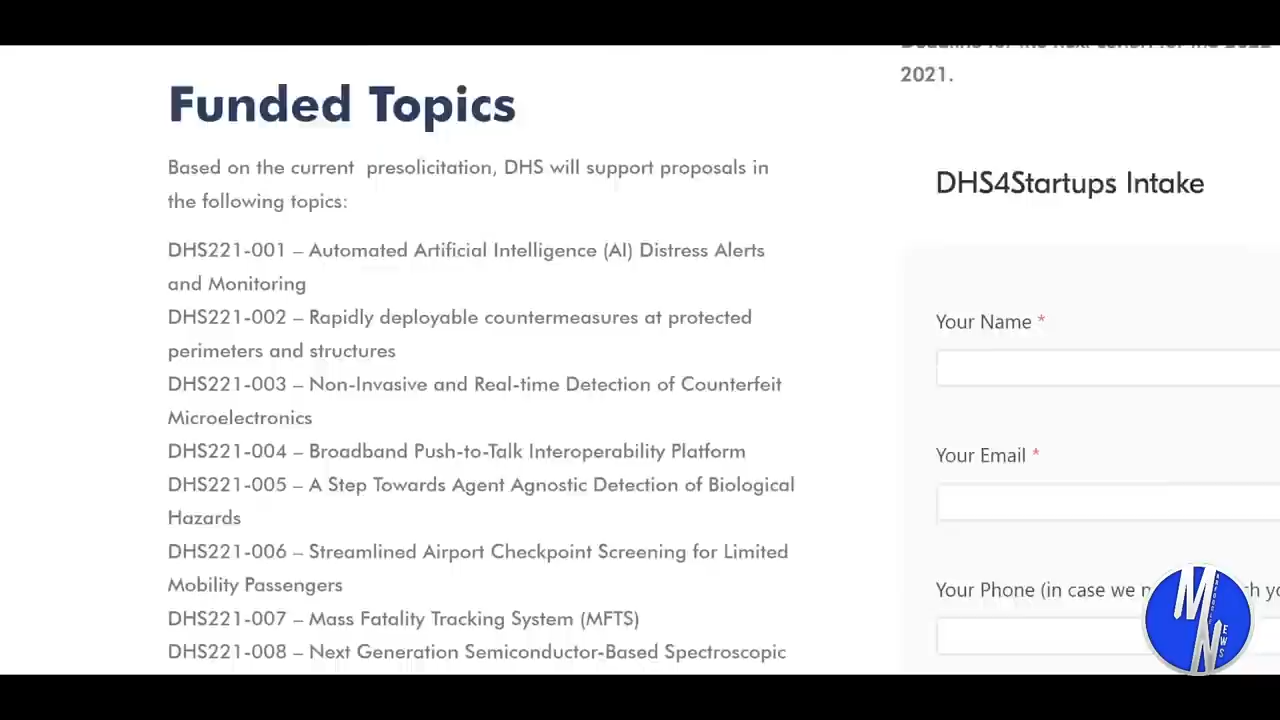 2021.
Funded Topics
Based on the current presolicitation, DHS will support proposals in
the following topics:
DHS221-001 – Automated Artificial Intelligence (AI) Distress Alerts
and Monitoring
DHS221-002 – Rapidly deployable countermeasures at protected
perimeters and structures
DHS221-003 – Non-Invasive and Real-time Detection of Counterfeit
Microelectronics
DHS221-004 – Broadband Push-to-Talk Interoperability Platform
DHS221-005 – A Step Towards Agent Agnostic Detection of Biological
Hazards
DHS221-006 – Streamlined Airport Checkpoint Screening for Limited
Mobility Passengers
DHS221-007 – Mass Fatality Tracking System (MFTS)
DHS221-008 – Next Generation Semiconductor-Based Spectroscopic
DHS4Startups Intake
Your Name *
Your Email *
Your Phone (in case we
M
N
EWS